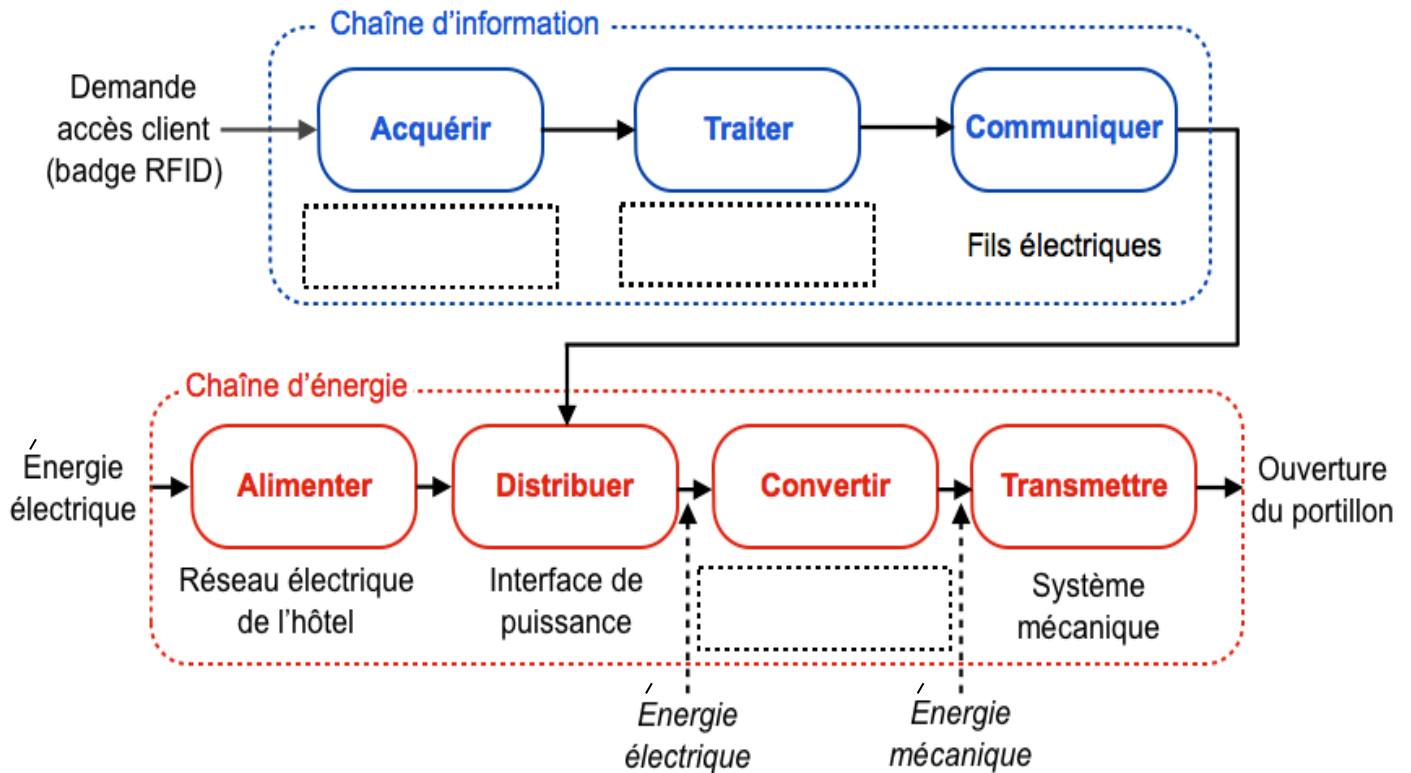 Chaîne d'information
Demande
accès client
(badge RFID)
Acquérir
Traiter
Communiquer
Fils électriques
Chaîne d'énergie
Énergie
électrique
Alimenter
Distribuer
Convertir
Transmettre
Ouverture
du portillon
Réseau électrique
de l'hôtel
Interface de
puissance
Système
mécanique
Énergie
électrique
Énergie
mécanique